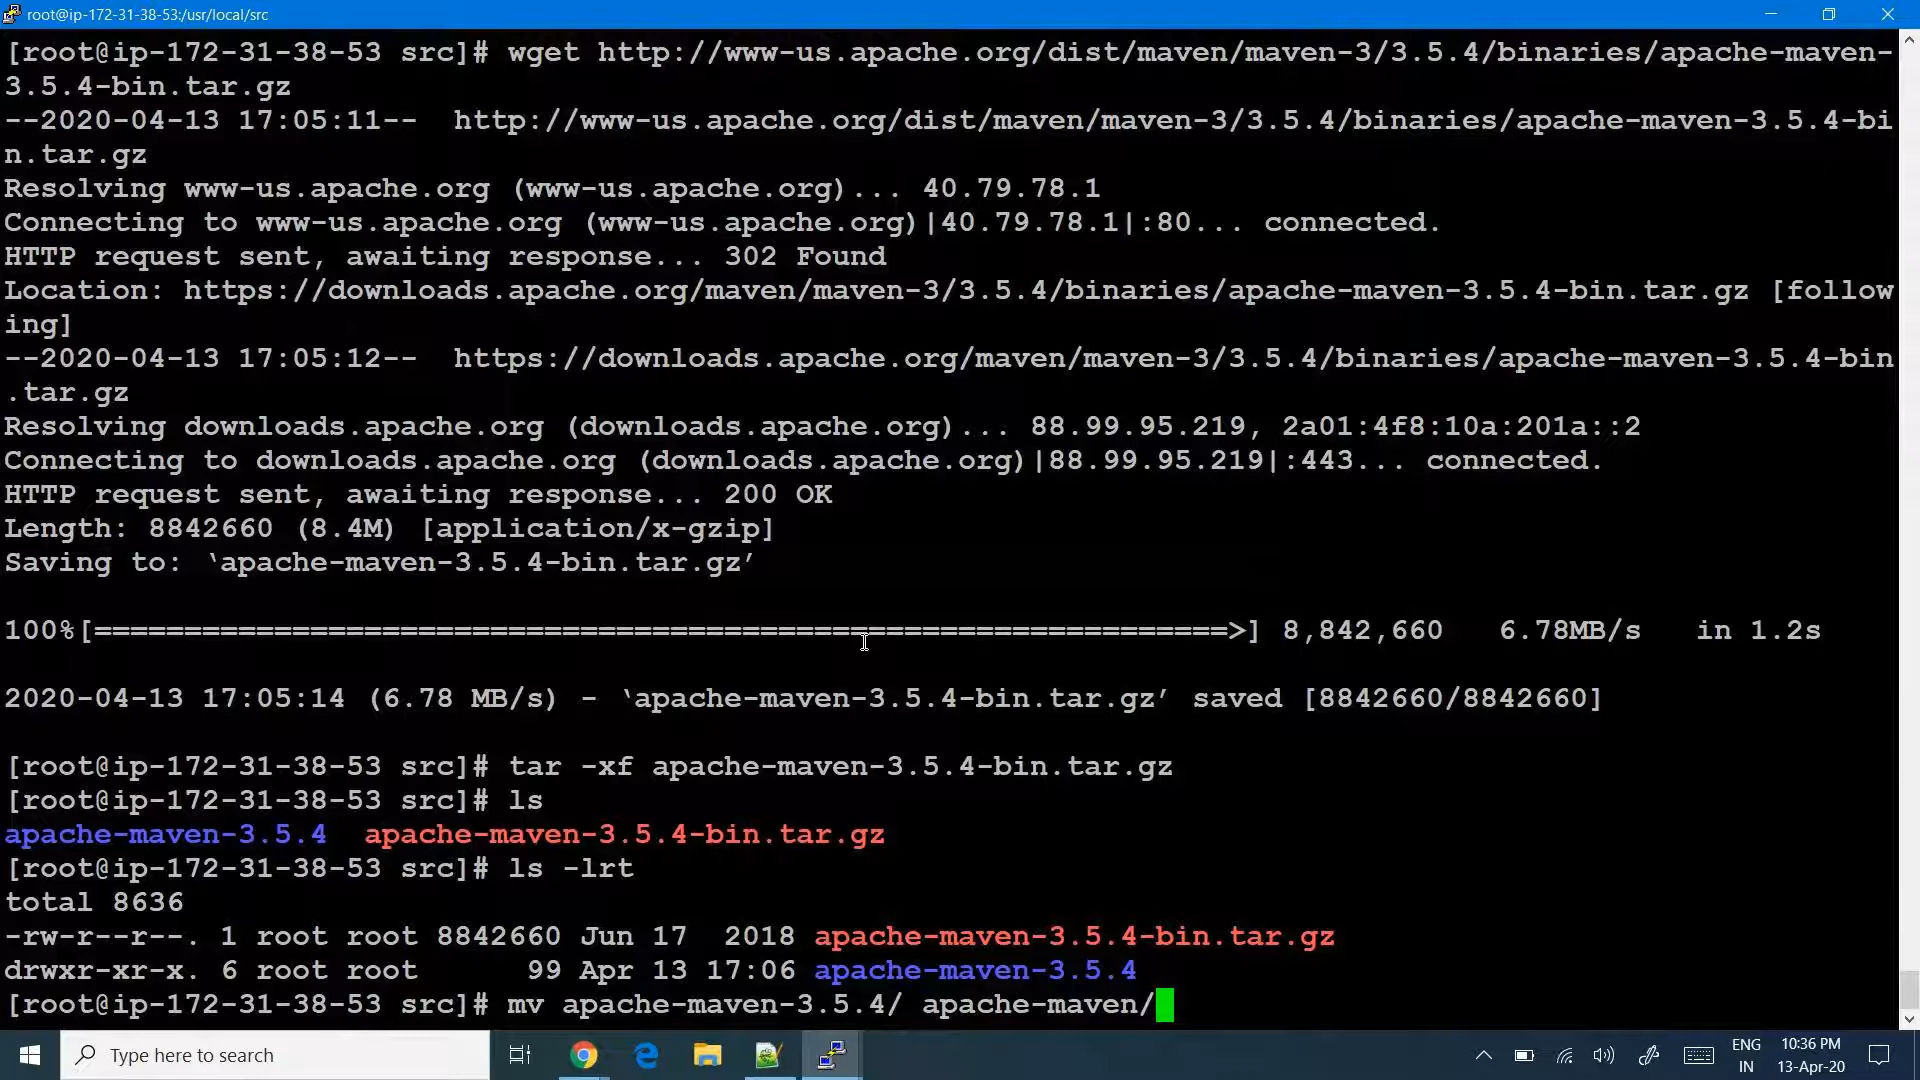 root@ip-172-31-38-53:/usr/local/src
[root@ip-172-31-38-53 src]# wget http://www-us.apache.org/dist/maven/maven-3/3.5.4/binaries/apache-maven-
3.5.4-bin.tar.gz
--2020-04-13 17:05:11--  http://www-us.apache.org/dist/maven/maven-3/3.5.4/binaries/apache-maven-3.5.4-bi
n.tar.gz
Resolving www-us.apache.org (www-us.apache.org)... 40.79.78.1
Connecting to www-us.apache.org (www-us.apache.org)|40.79.78.1|:80... connected.
HTTP request sent, awaiting response... 302 Found
Location: https://downloads.apache.org/maven/maven-3/3.5.4/binaries/apache-maven-3.5.4-bin.tar.gz [follow
ing]
--2020-04-13 17:05:12--  https://downloads.apache.org/maven/maven-3/3.5.4/binaries/apache-maven-3.5.4-bin
.tar.gz
Resolving downloads.apache.org (downloads.apache.org)... 88.99.95.219, 2a01:4f8:10a:201a::2
Connecting to downloads.apache.org (downloads.apache.org)|88.99.95.219|:443... connected.
HTTP request sent, awaiting response... 200 OK
Length: 8842660 (8.4M) [application/x-gzip]
Saving to: ‘apache-maven-3.5.4-bin.tar.gz’
100%[===============================================================>] 8,842,660   6.78MB/s   in 1.2s
2020-04-13 17:05:14 (6.78 MB/s) - ‘apache-maven-3.5.4-bin.tar.gz’ saved [8842660/8842660]
[root@ip-172-31-38-53 src]# tar -xf apache-maven-3.5.4-bin.tar.gz
[root@ip-172-31-38-53 src]# ls
apache-maven-3.5.4  apache-maven-3.5.4-bin.tar.gz
[root@ip-172-31-38-53 src]# ls -lrt
total 8636
-rw-r--r--. 1 root root 8842660 Jun 17  2018 apache-maven-3.5.4-bin.tar.gz
drwxr-xr-x. 6 root root      99 Apr 13 17:06 apache-maven-3.5.4
[root@ip-172-31-38-53 src]# mv apache-maven-3.5.4/ apache-maven/
Type here to search
ENG
IN
10:36 PM
13-Apr-20